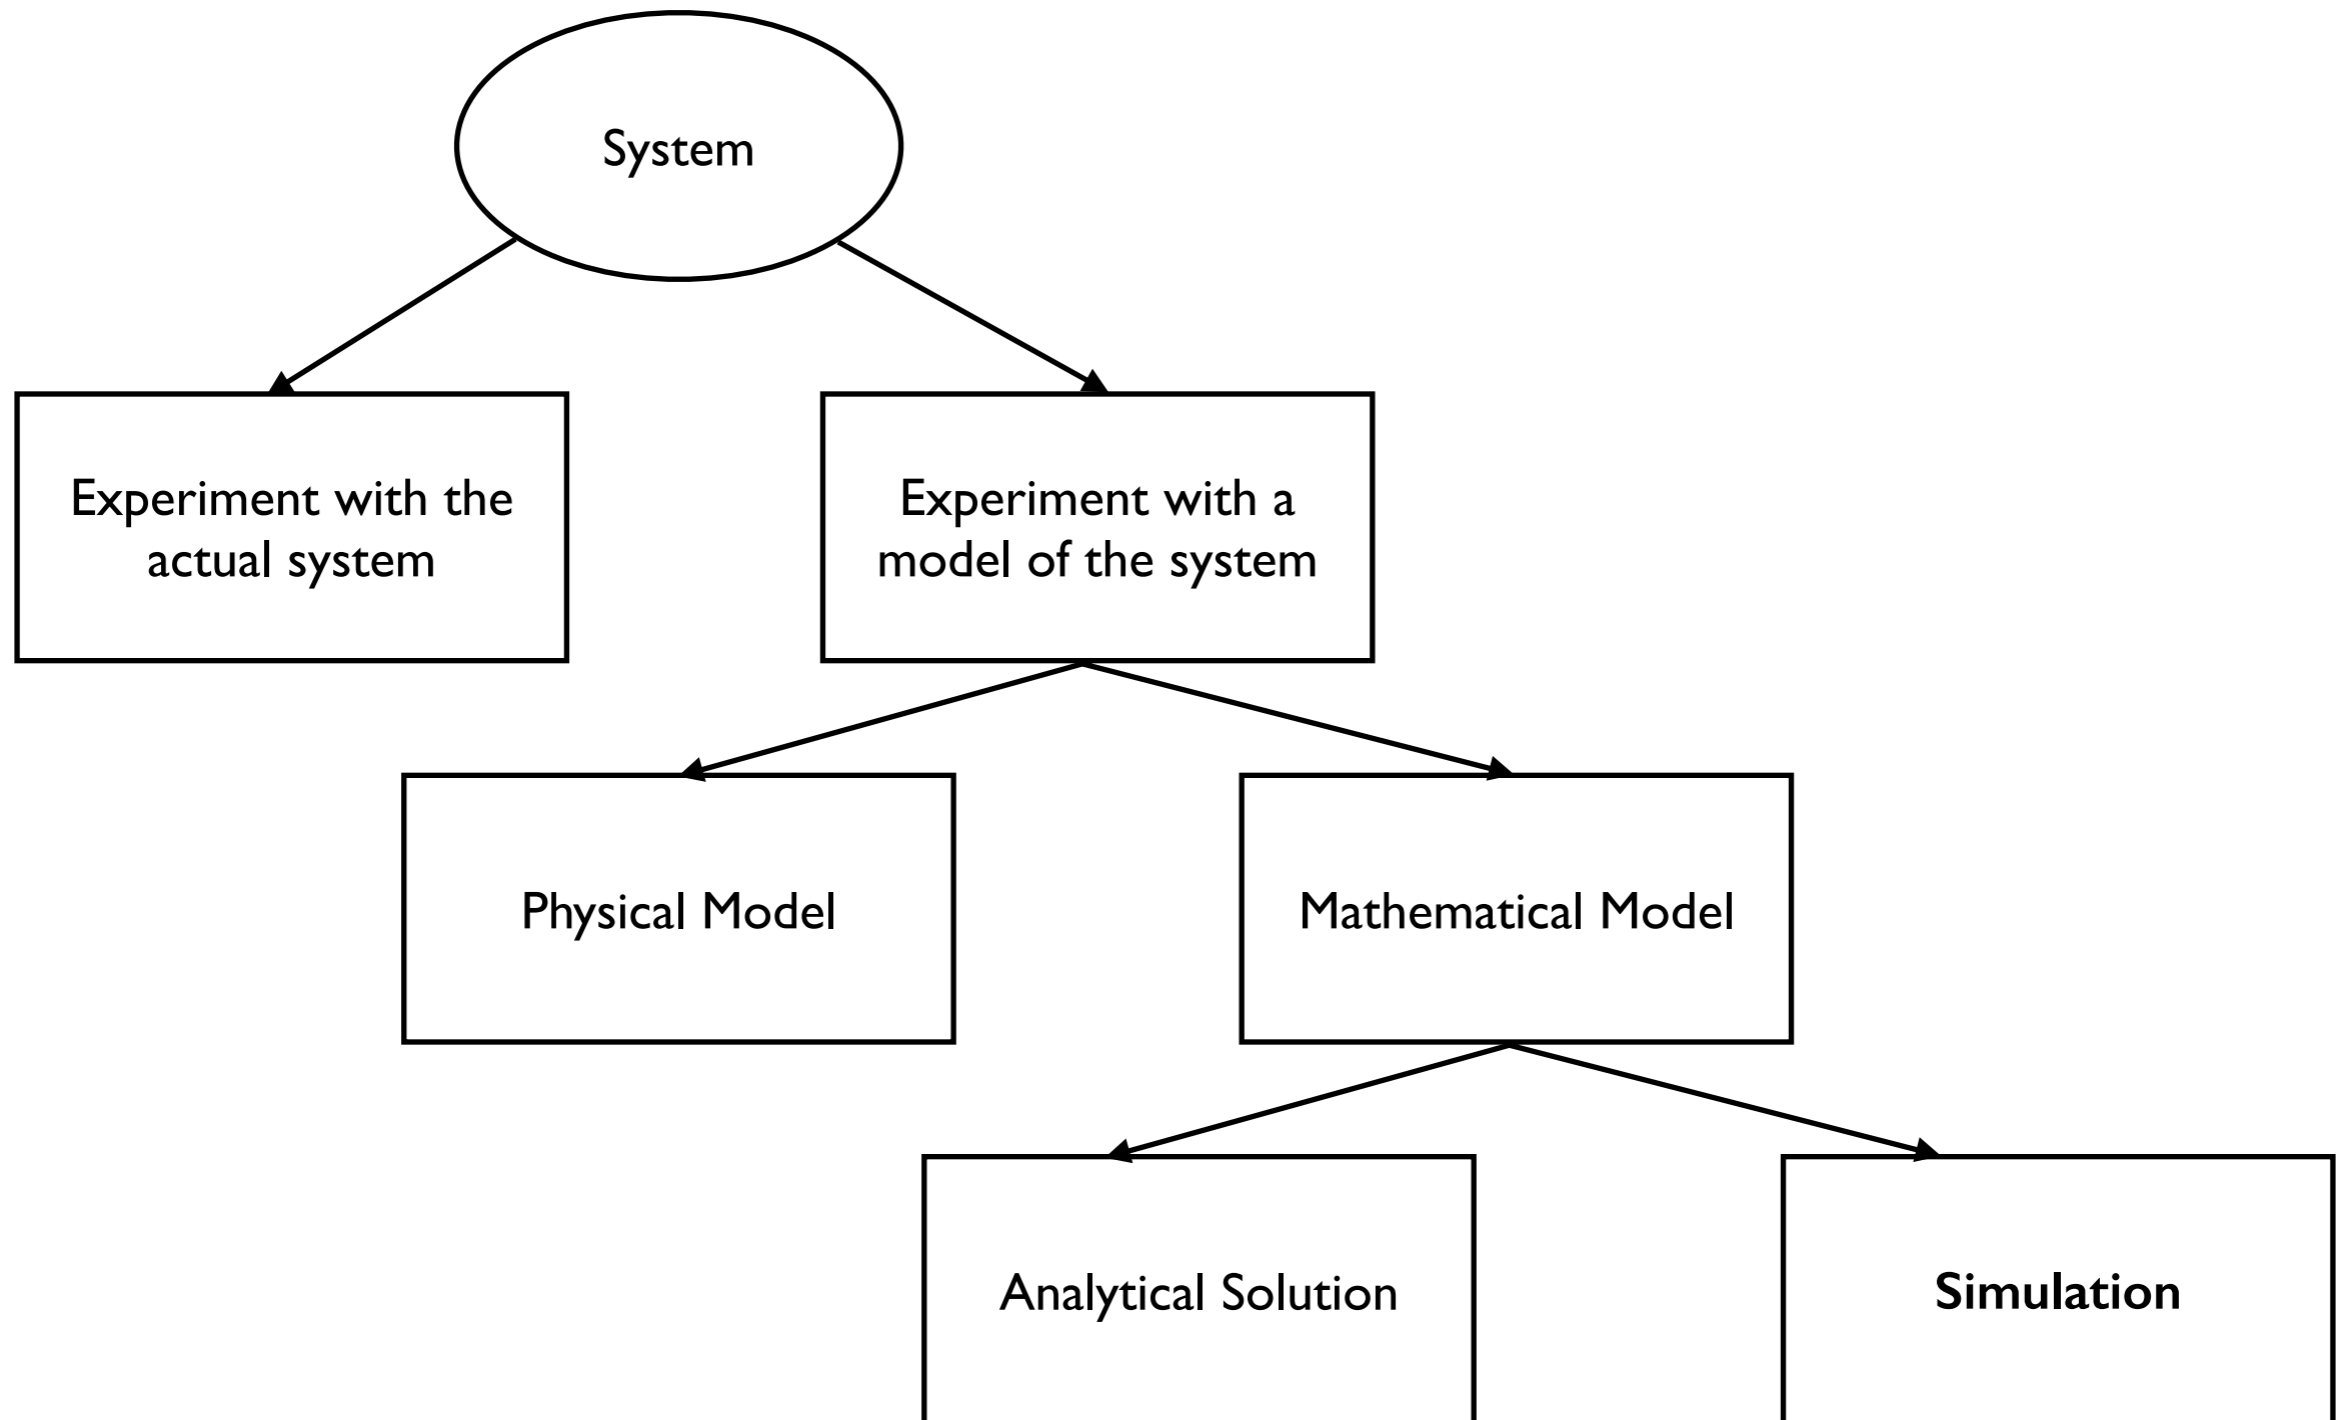 System
Experiment with the
actual system
Experiment with a
model of the system
Physical Model
Mathematical Model
Analytical Solution
Simulation